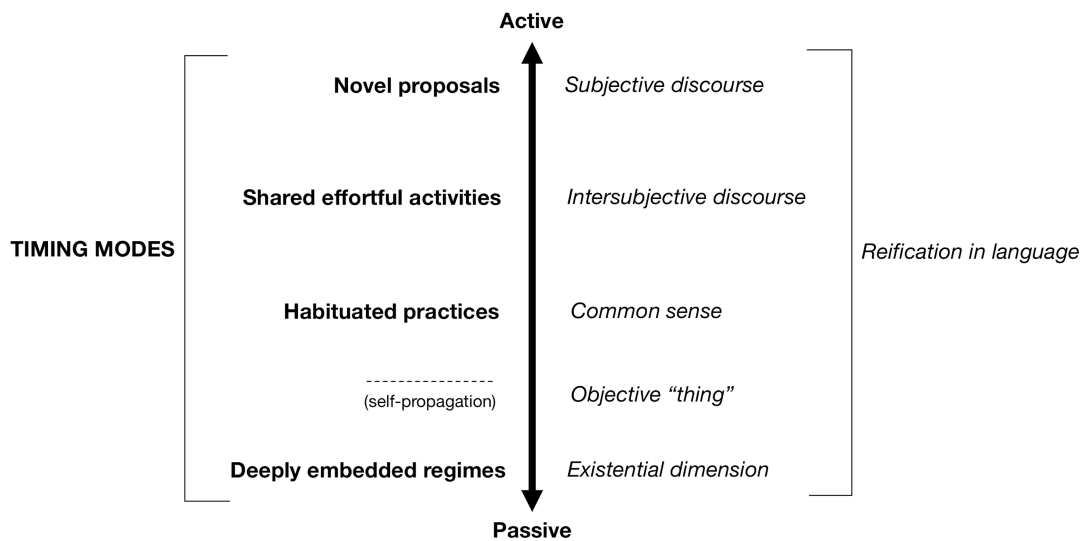 Active
Novel proposals
Subjective discourse
Shared effortful activities
Intersubjective discourse
TIMING MODES
Reification in language
Habituated practices
Common sense
(self-propagation)
Objective “thing”
Deeply embedded regimes
Existential dimension
Passive